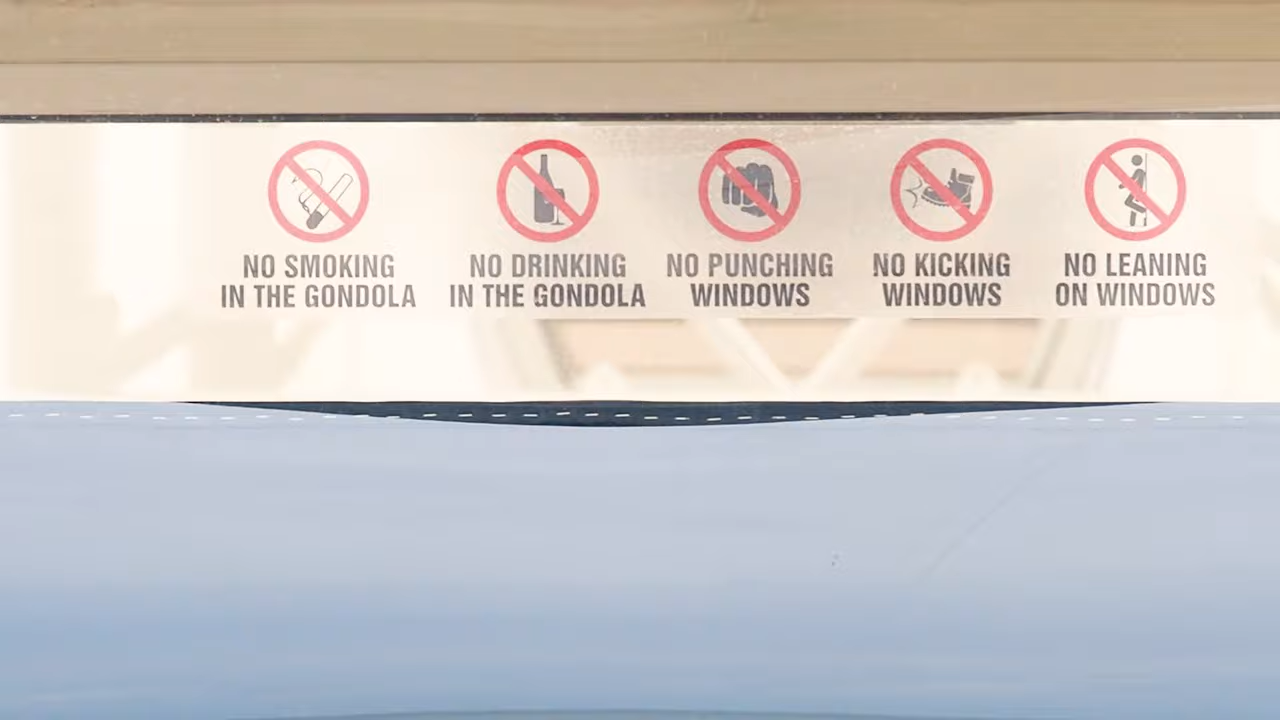 NO SMOKING
IN THE GONDOLA
NO DRINKING
IN THE GONDOLA
NO PUNCHING
WINDOWS
NO KICKING
WINDOWS
NO LEANING
ON WINDOWS